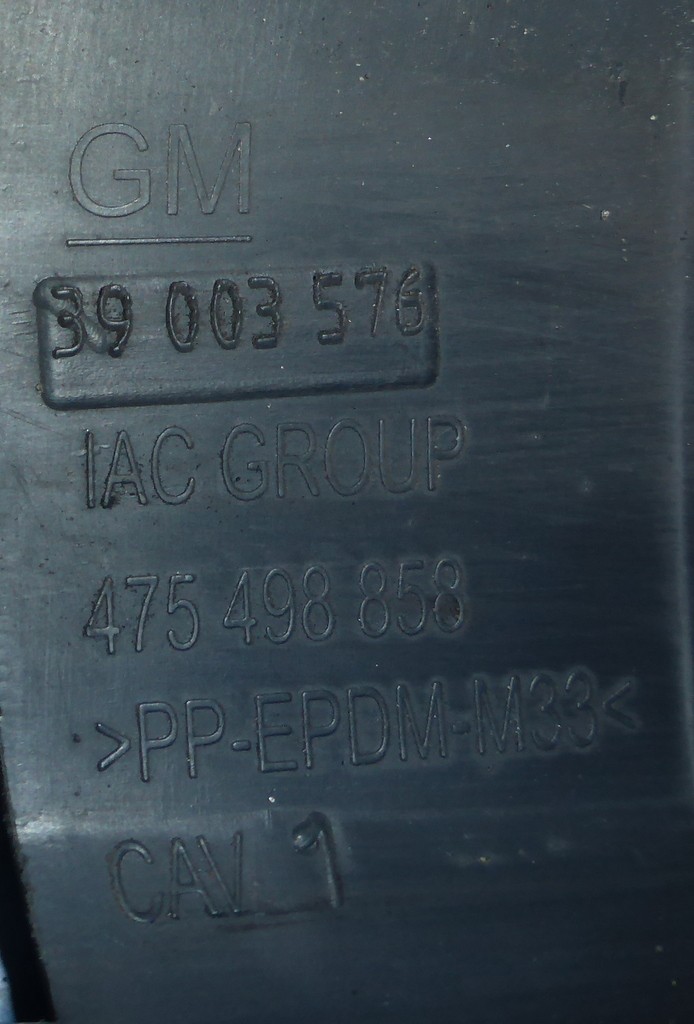 GM
39 003 576
IAC GROUP
475 498 858
>PP-EPDM-M33<
CAV 1